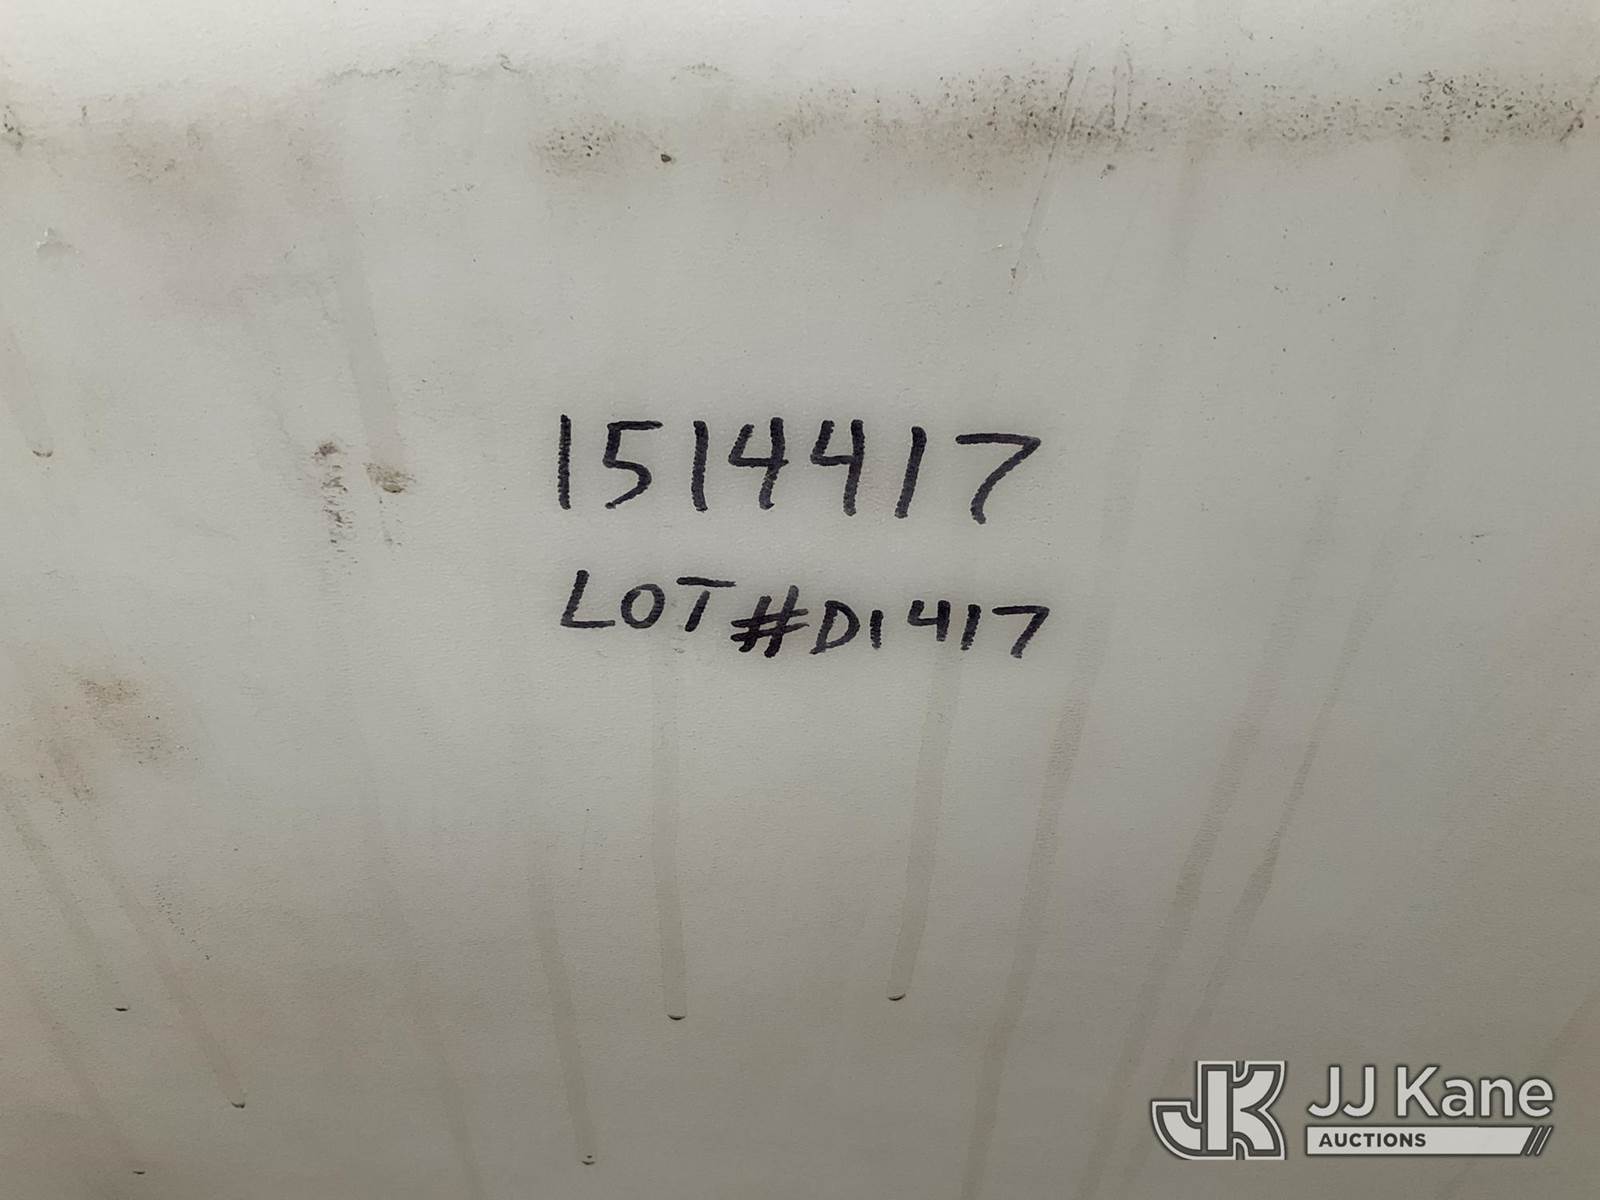 1514417
LOT #D1417
JJ Kane
AUCTIONS